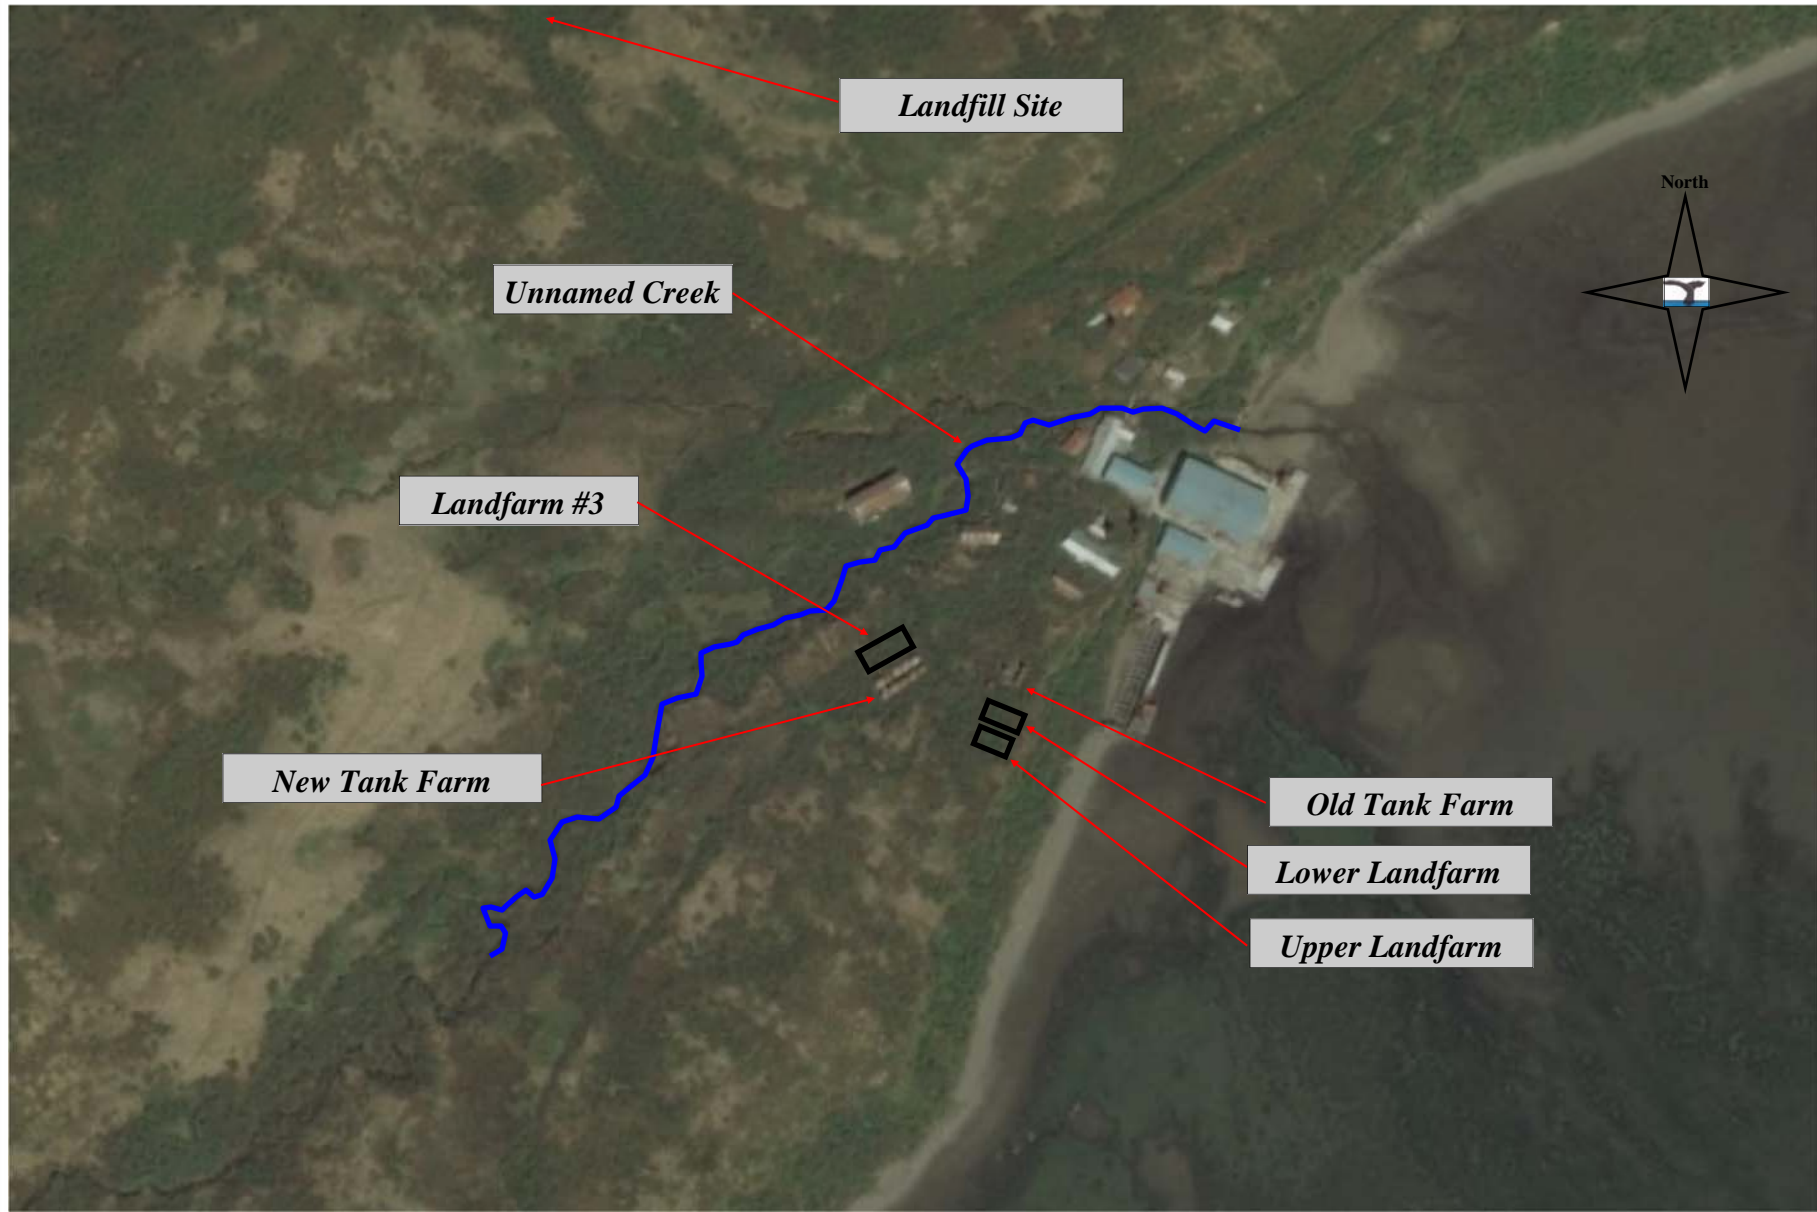 Landfill Site
North
Unnamed Creek
Landfarm #3
New Tank Farm
Old Tank Farm
Lower Landfarm
Upper Landfarm